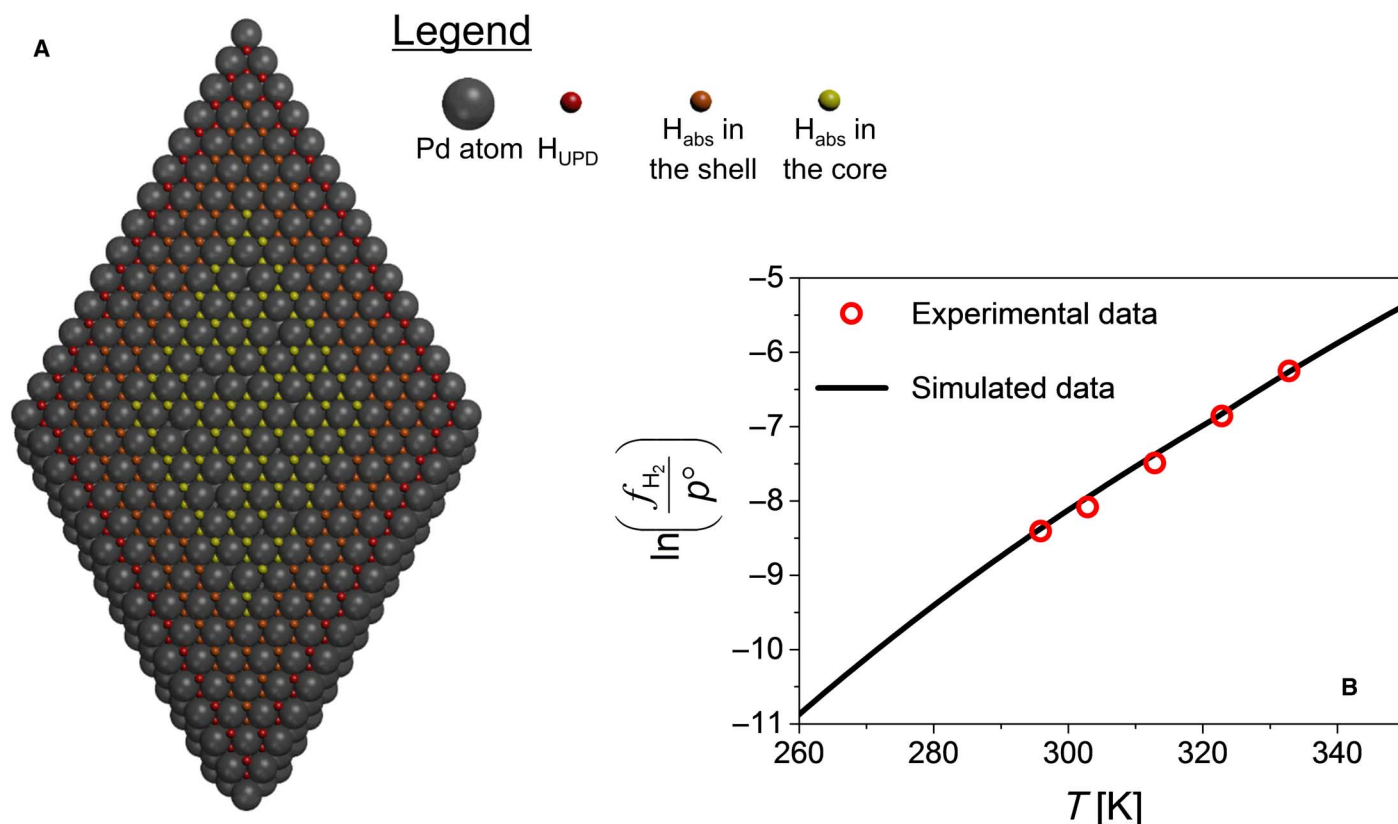 A
Legend
Pd atom
H_UPD
H_abs in
the shell
H_abs in
the core
–5
–6
–7
–8
–9
–10
–11
Experimental data
Simulated data
ln(f_H₂/p°)
B
260 280 300 320 340
T [K]